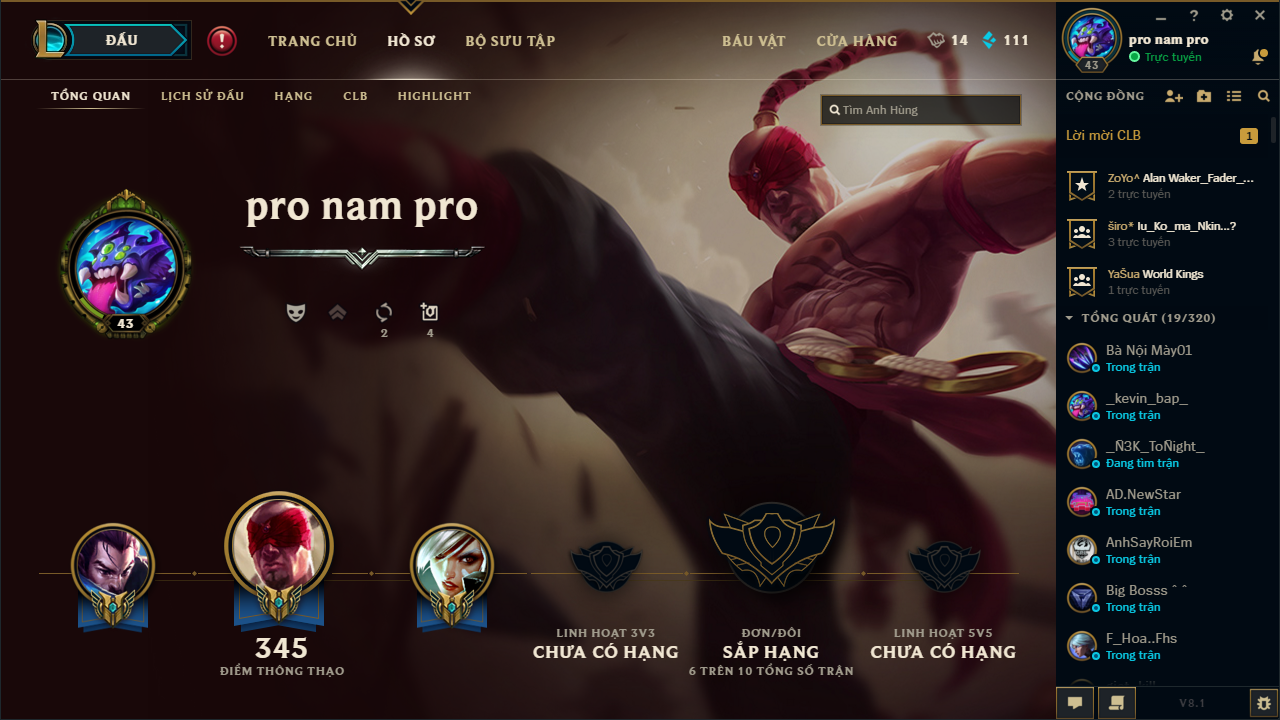 ĐẤU
TRANG CHỦ
HỒ SƠ
BỘ SƯU TẬP
BÁU VẬT
CỬA HÀNG
14
111
pro nam pro
Trực tuyến
43
TỔNG QUAN
LỊCH SỬ ĐẤU
HẠNG
CLB
HIGHLIGHT
Tìm Anh Hùng
CỘNG ĐỒNG
Lời mời CLB
1
ZoYo^ Alan Waker_Fader_...
2 trực tuyến
širo* Iu_Ko_ma_Nkin...?
3 trực tuyến
YaŠua World Kings
1 trực tuyến
TỔNG QUÁT (19/320)
Bà Nội Mày01
Trong trận
_kevin_bap_
Trong trận
_Ñ3K_ToÑight_
Đang tìm trận
AD.NewStar
Trong trận
AnhSayRoiEm
Trong trận
Big Bosss ˆ ˆ
Trong trận
F_Hoa..Fhs
Trong trận
V8.1
pro nam pro
43
2
4
345
ĐIỂM THÔNG THẠO
LINH HOẠT 3V3
CHƯA CÓ HẠNG
ĐƠN/ĐÔI
SẮP HẠNG
6 TRÊN 10 TỔNG SỐ TRẬN
LINH HOẠT 5V5
CHƯA CÓ HẠNG